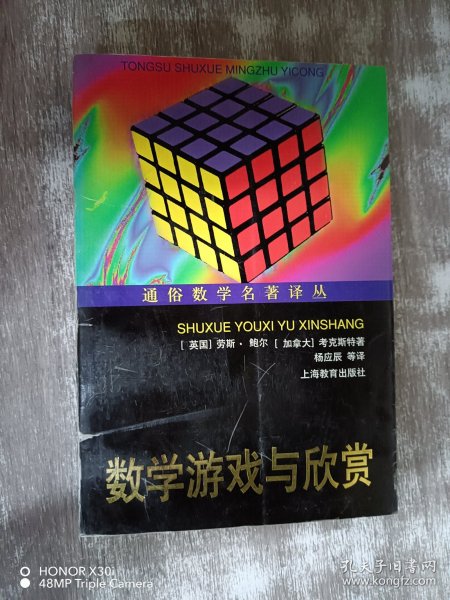 TONGSU SHUXUE MINGZHU YICONG
通俗数学名著译丛
SHUXUE YOUXI YU XINSHANG
[英国] 劳斯·鲍尔 [加拿大] 考克斯特著
杨应辰 等译
上海教育出版社
数学游戏与欣赏
HONOR X30i
48MP Triple Camera
孔夫子旧书网
www.kongfz.com